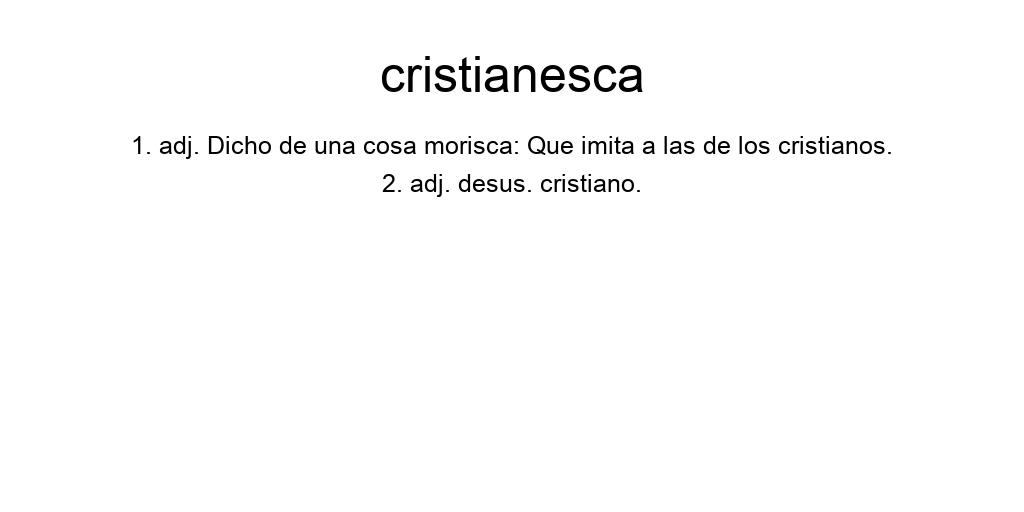 cristianesca
1. adj. Dicho de una cosa morisca: Que imita a las de los cristianos.
2. adj. desus. cristiano.